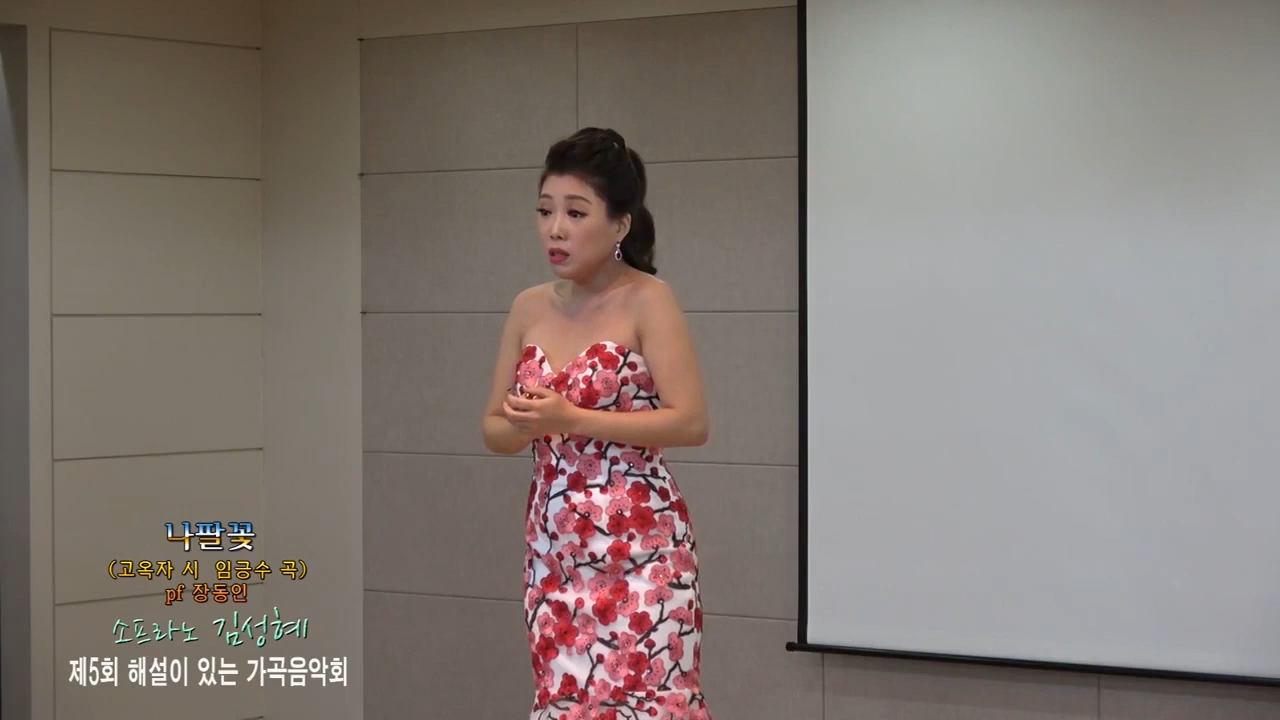 나팔꽃
(고옥자 시 임긍수 곡)
pf 장동인
소프라노 김성혜
제5회 해설이 있는 가곡음악회